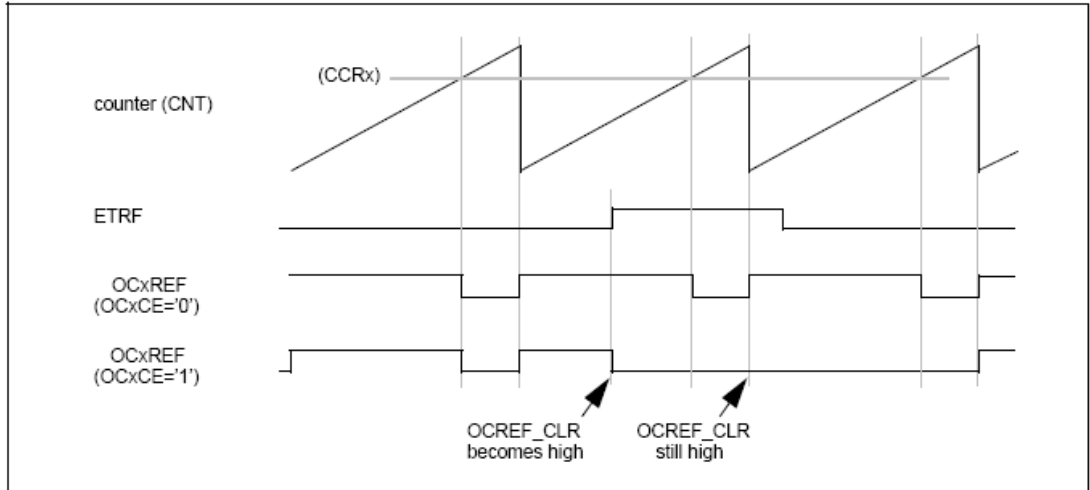 (CCRx)
counter (CNT)
ETRF
OCxREF
(OCxCE='0')
OCxREF
(OCxCE='1')
OCREF_CLR
becomes high
OCREF_CLR
still high